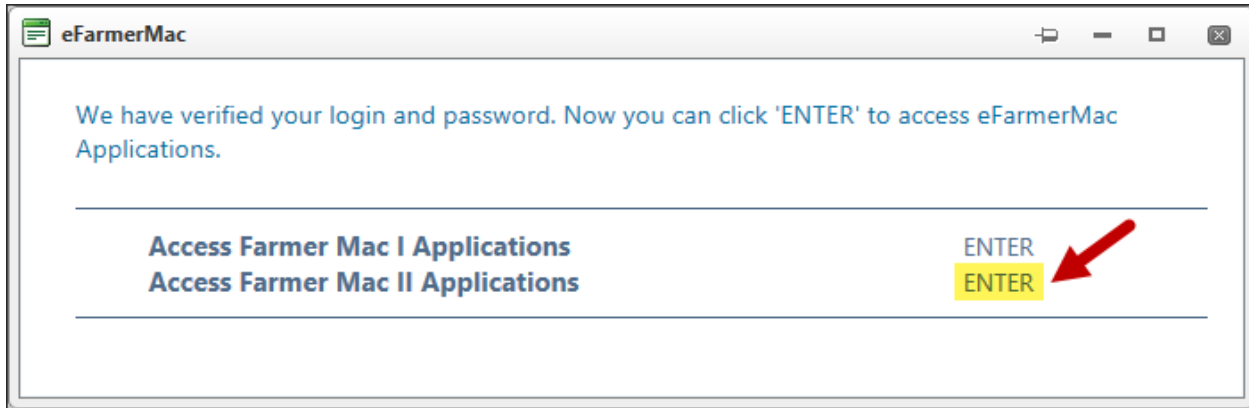 eFarmerMac
We have verified your login and password. Now you can click 'ENTER' to access eFarmerMac
Applications.
Access Farmer Mac I Applications ENTER
Access Farmer Mac II Applications ENTER